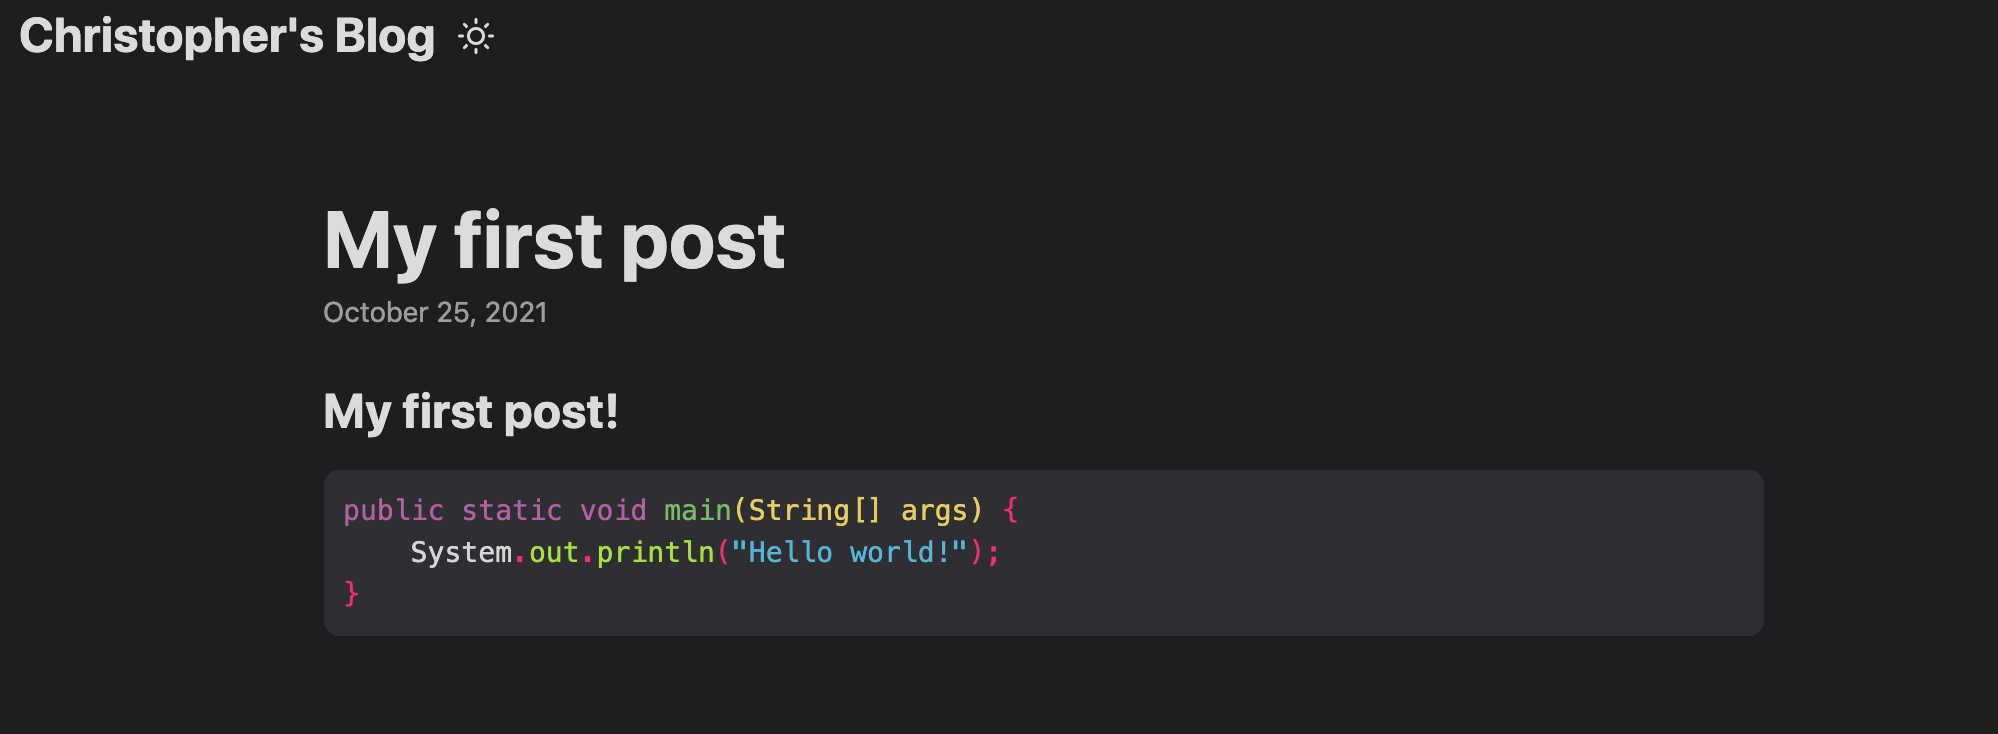 Christopher's Blog
My first post
October 25, 2021
My first post!
public static void main(String[] args) {
    System.out.println("Hello world!");
}